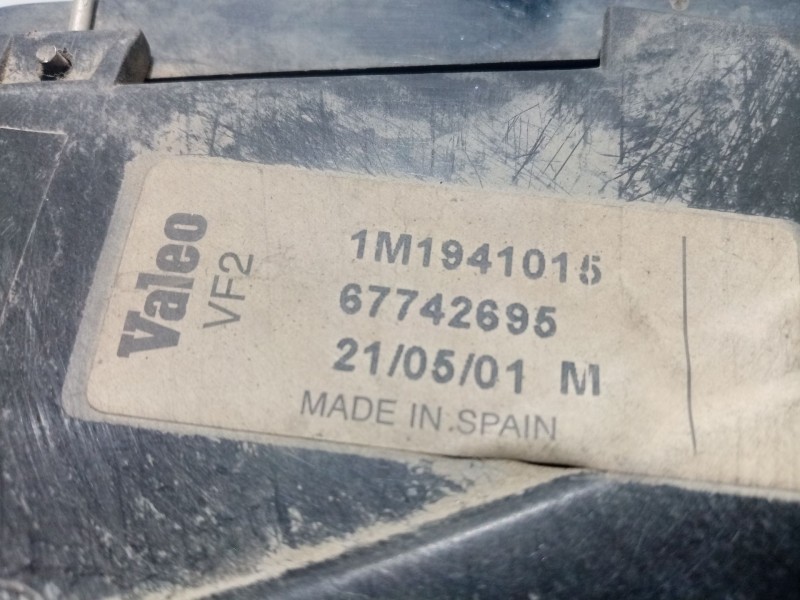 Valeo
VF2
1M1941015
67742695
21/05/01 M
MADE IN SPAIN